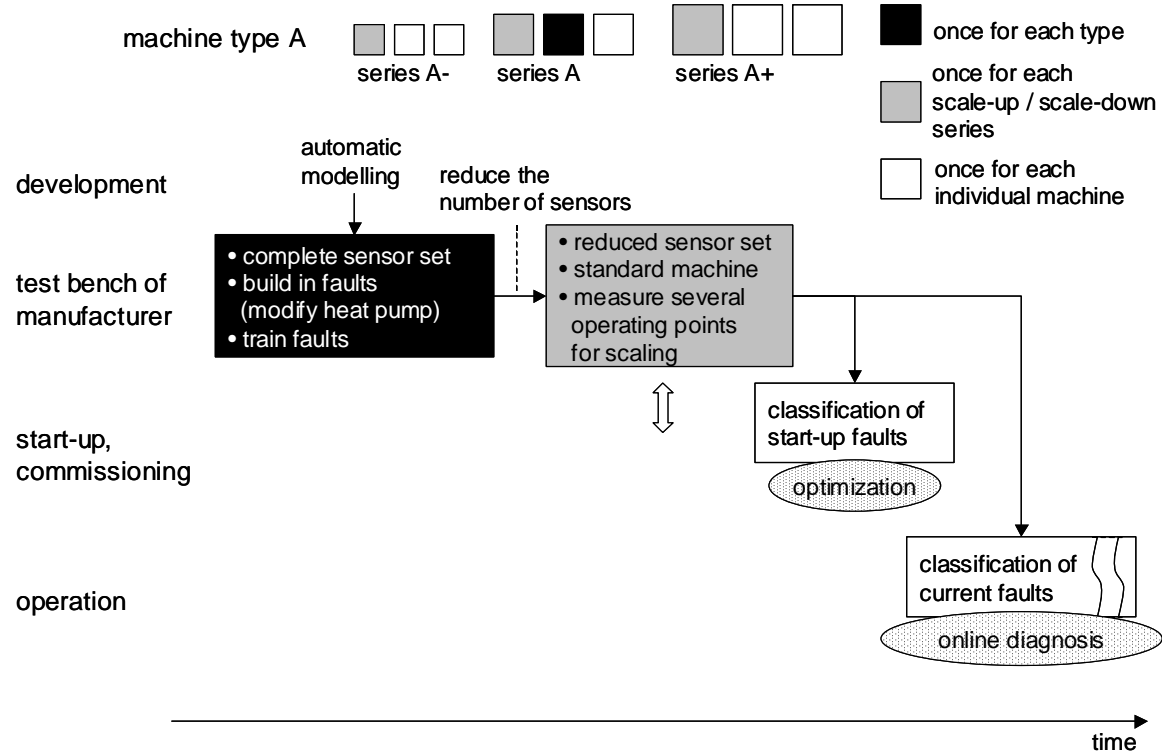 machine type A
series A-
series A
series A+
once for each type
once for each
scale-up / scale-down
series
once for each
individual machine
development
automatic
modelling
reduce the
number of sensors
test bench of
manufacturer
• complete sensor set
• build in faults
(modify heat pump)
• train faults
• reduced sensor set
• standard machine
• measure several
operating points
for scaling
start-up,
commissioning
classification of
start-up faults
optimization
operation
classification of
current faults
online diagnosis
time